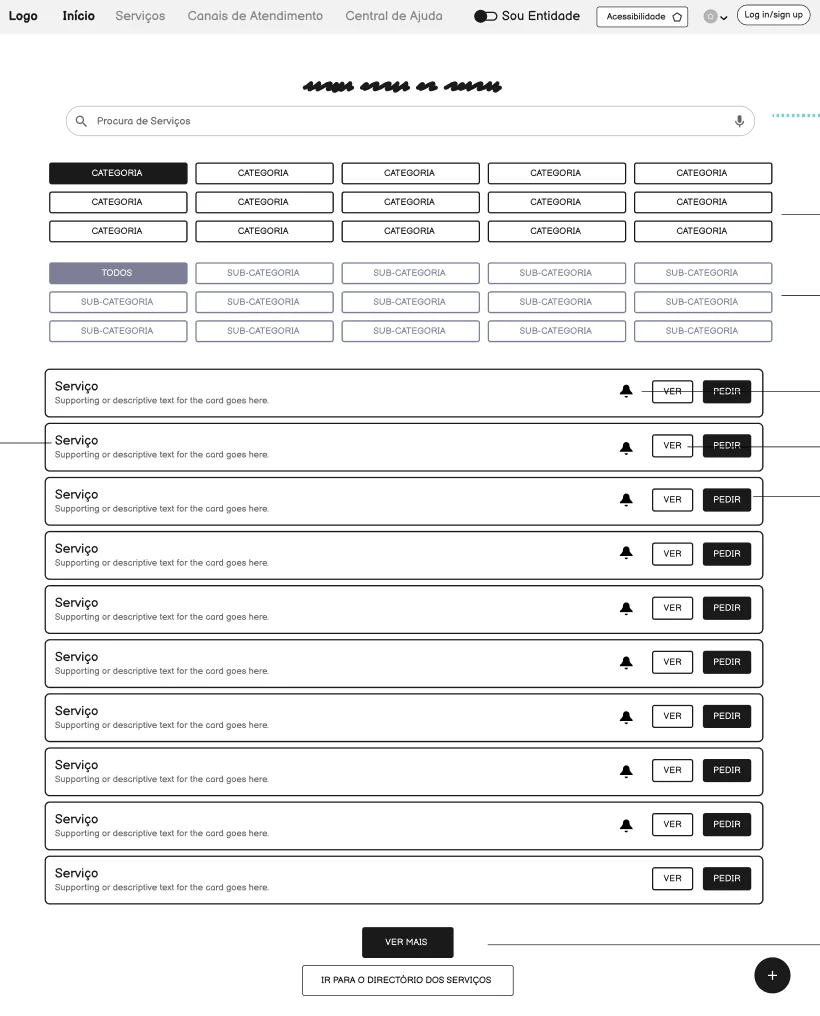 Logo Início Serviços Canais de Atendimento Central de Ajuda Sou Entidade Acessibilidade Log in/sign up
Procura de Serviços
CATEGORIA CATEGORIA CATEGORIA CATEGORIA CATEGORIA
CATEGORIA CATEGORIA CATEGORIA CATEGORIA CATEGORIA
CATEGORIA CATEGORIA CATEGORIA CATEGORIA CATEGORIA
TODOS SUB-CATEGORIA SUB-CATEGORIA SUB-CATEGORIA SUB-CATEGORIA
SUB-CATEGORIA SUB-CATEGORIA SUB-CATEGORIA SUB-CATEGORIA SUB-CATEGORIA
SUB-CATEGORIA SUB-CATEGORIA SUB-CATEGORIA SUB-CATEGORIA SUB-CATEGORIA
Serviço
Supporting or descriptive text for the card goes here.
VER PEDIR
Serviço
Supporting or descriptive text for the card goes here.
VER PEDIR
Serviço
Supporting or descriptive text for the card goes here.
VER PEDIR
Serviço
Supporting or descriptive text for the card goes here.
VER PEDIR
Serviço
Supporting or descriptive text for the card goes here.
VER PEDIR
Serviço
Supporting or descriptive text for the card goes here.
VER PEDIR
Serviço
Supporting or descriptive text for the card goes here.
VER PEDIR
Serviço
Supporting or descriptive text for the card goes here.
VER PEDIR
Serviço
Supporting or descriptive text for the card goes here.
VER PEDIR
Serviço
Supporting or descriptive text for the card goes here.
VER PEDIR
VER MAIS
IR PARA O DIRECTÒRIO DOS SERVIÇOS